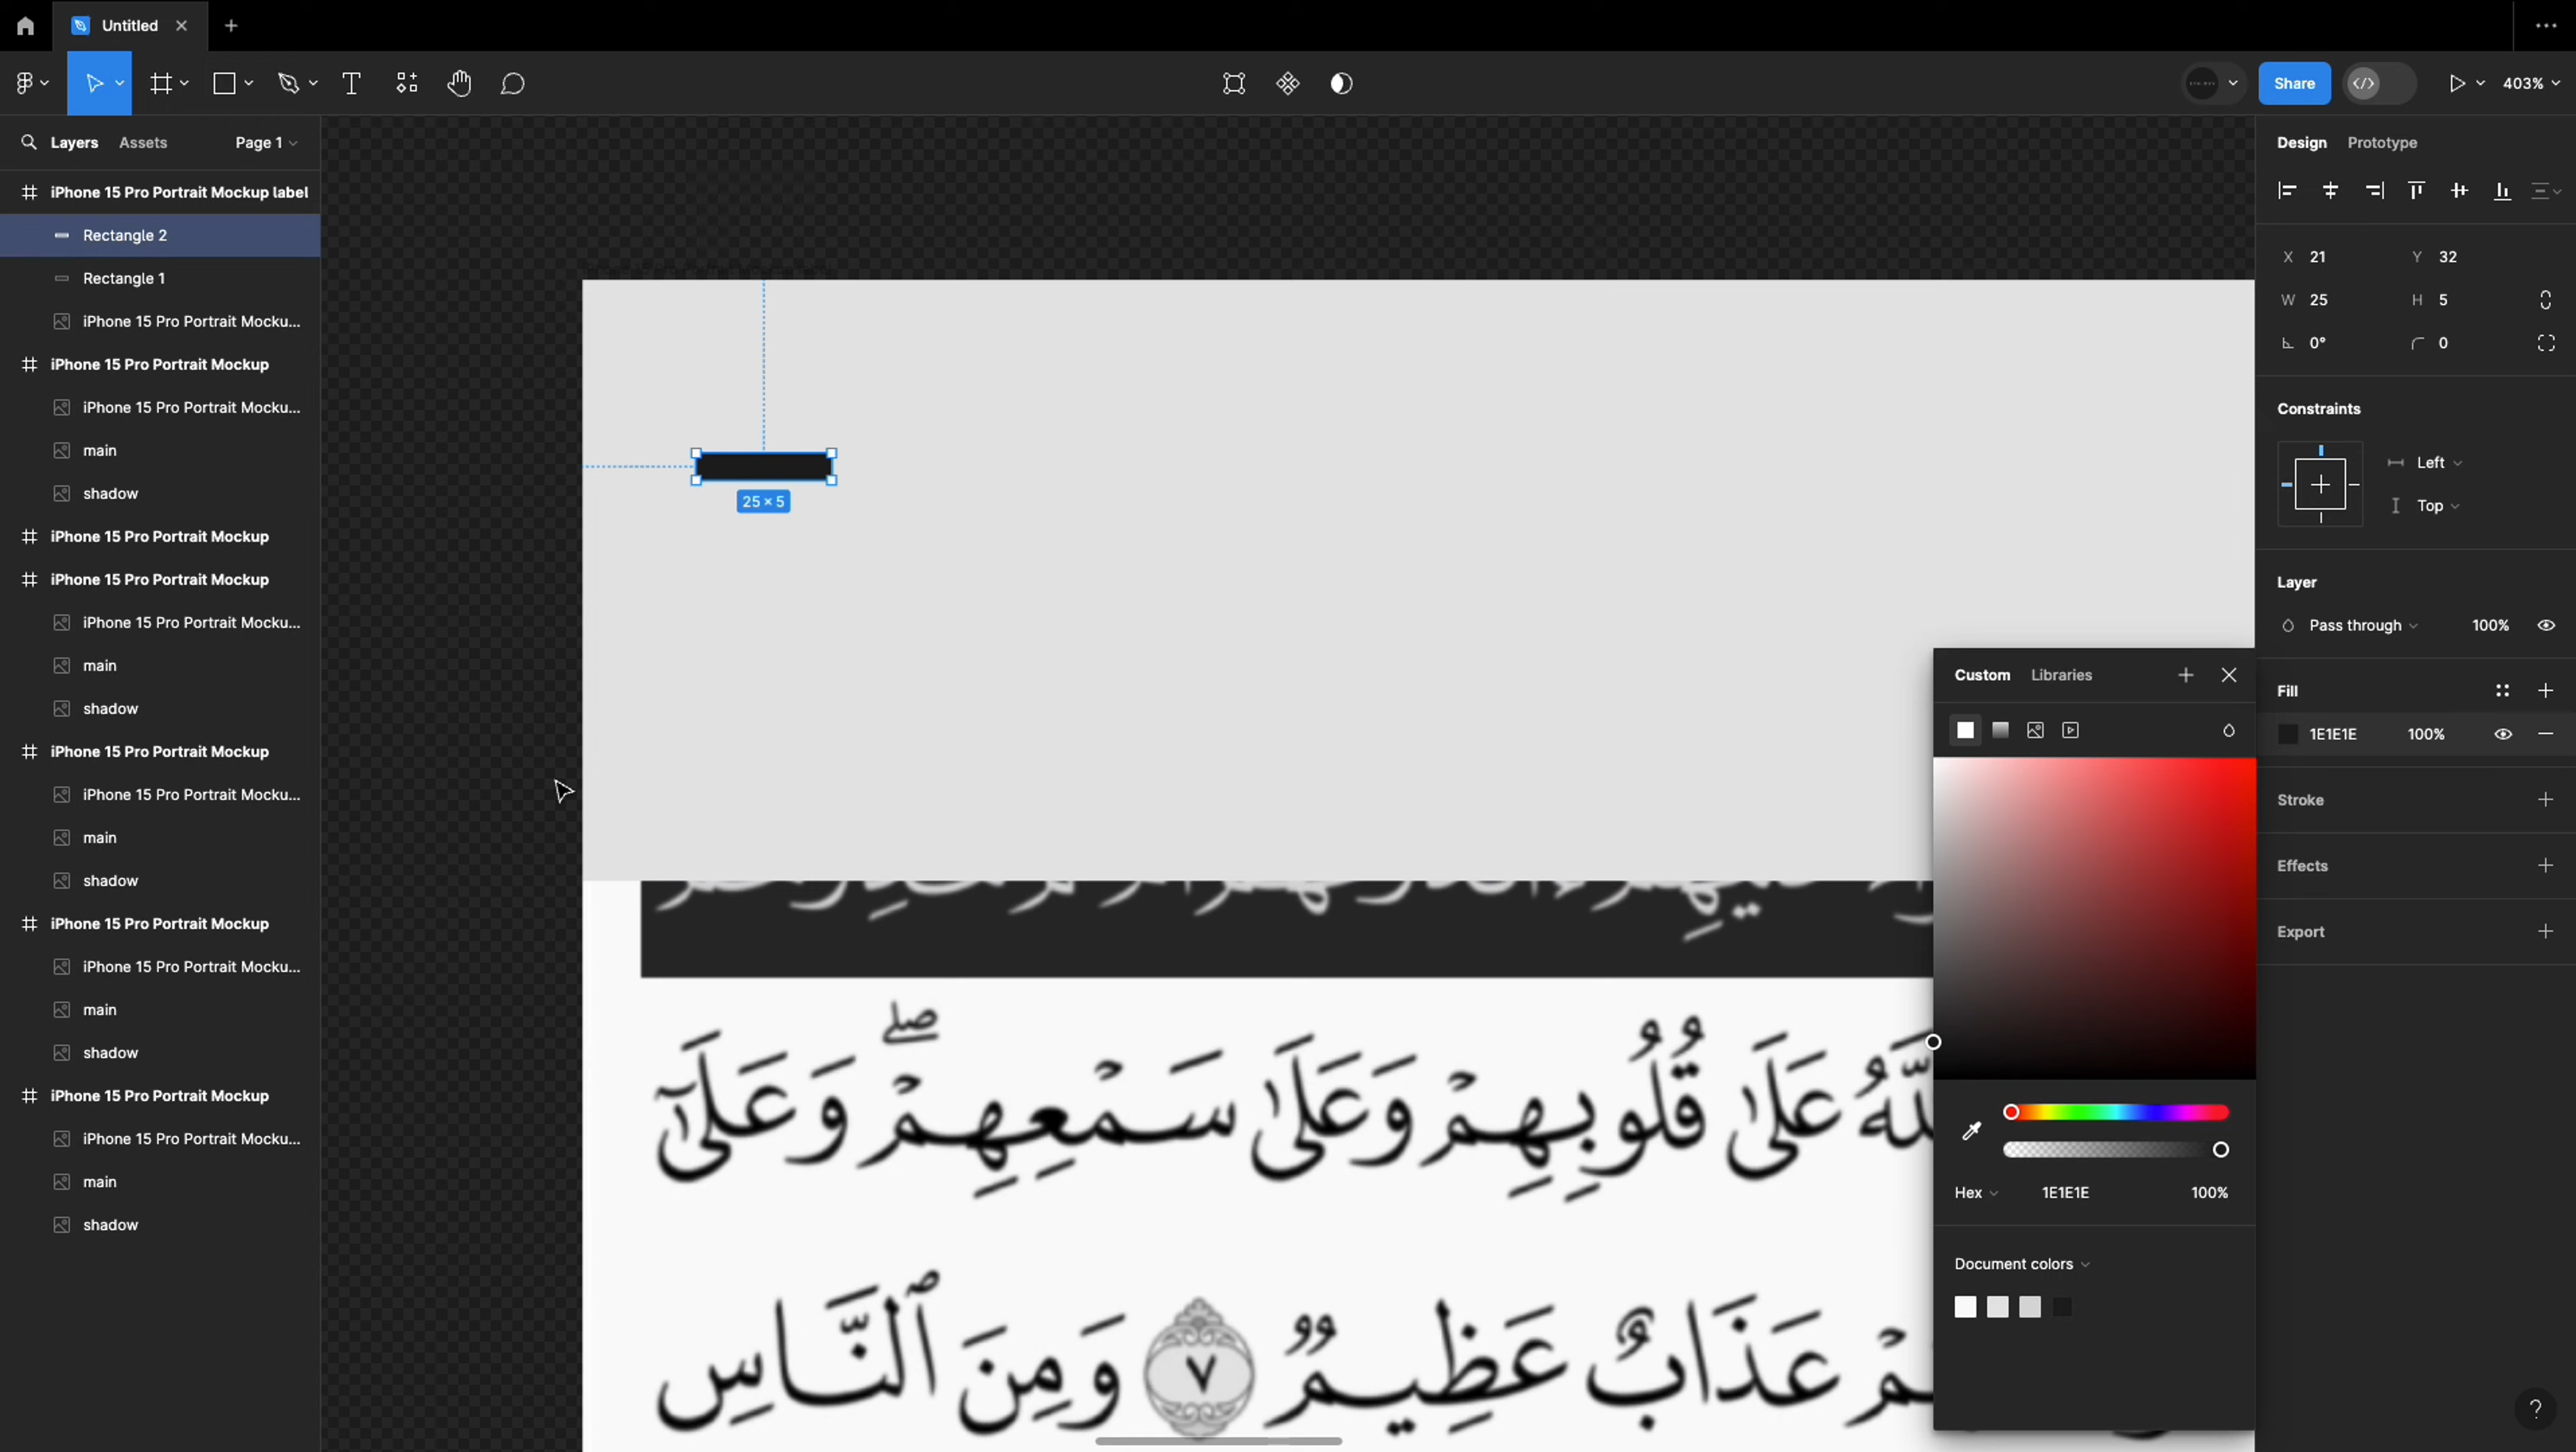 Untitled
Share
403%
Layers
Assets
Page 1
iPhone 15 Pro Portrait Mockup label
Rectangle 2
Rectangle 1
iPhone 15 Pro Portrait Mocku...
iPhone 15 Pro Portrait Mockup
iPhone 15 Pro Portrait Mocku...
main
shadow
iPhone 15 Pro Portrait Mockup
iPhone 15 Pro Portrait Mockup
iPhone 15 Pro Portrait Mocku...
main
shadow
iPhone 15 Pro Portrait Mockup
iPhone 15 Pro Portrait Mocku...
main
shadow
iPhone 15 Pro Portrait Mockup
iPhone 15 Pro Portrait Mocku...
main
shadow
iPhone 15 Pro Portrait Mockup
iPhone 15 Pro Portrait Mocku...
main
shadow
25 × 5
عَلَىٰ قُلُوبِهِمْ وَعَلَىٰ سَمْعِهِمْ ۖ وَعَلَىٰٓ
عَذَابٌ عَظِيمٌ ٧ وَمِنَ ٱلنَّاسِ
Custom
Libraries
Hex
1E1E1E
100%
Document colors
Design
Prototype
X 21
Y 32
W 25
H 5
0°
0
Constraints
Left
Top
Layer
Pass through
100%
Fill
1E1E1E
100%
Stroke
Effects
Export
?